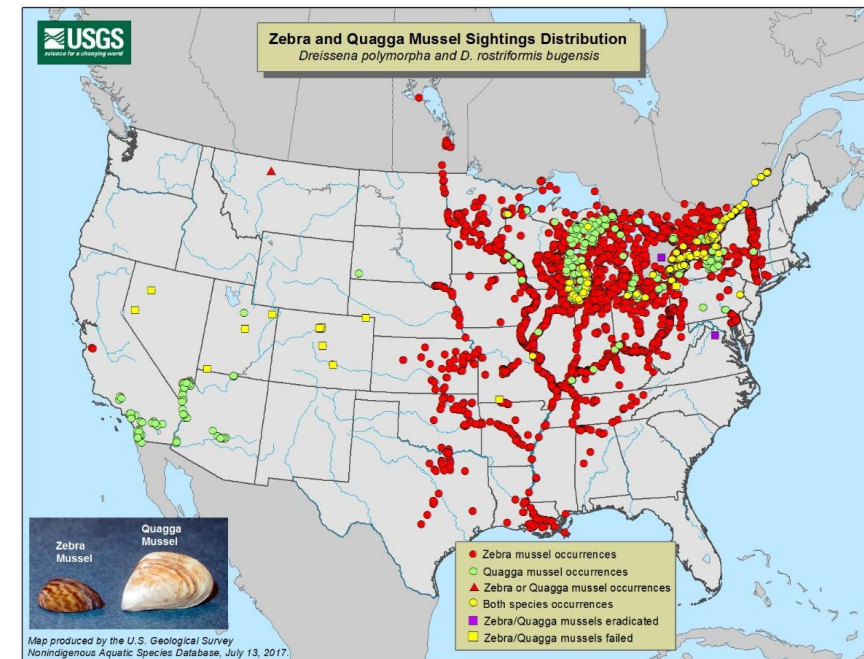 USGS
science for a changing world
Zebra and Quagga Mussel Sightings Distribution
Dreissena polymorpha and D. rostriformis bugensis
Zebra
Mussel
Quagga
Mussel
Map produced by the U.S. Geological Survey
Nonindigenous Aquatic Species Database, July 13, 2017.
Zebra mussel occurrences
Quagga mussel occurrences
Zebra or Quagga mussel occurrences
Both species occurrences
Zebra/Quagga mussels eradicated
Zebra/Quagga mussels failed